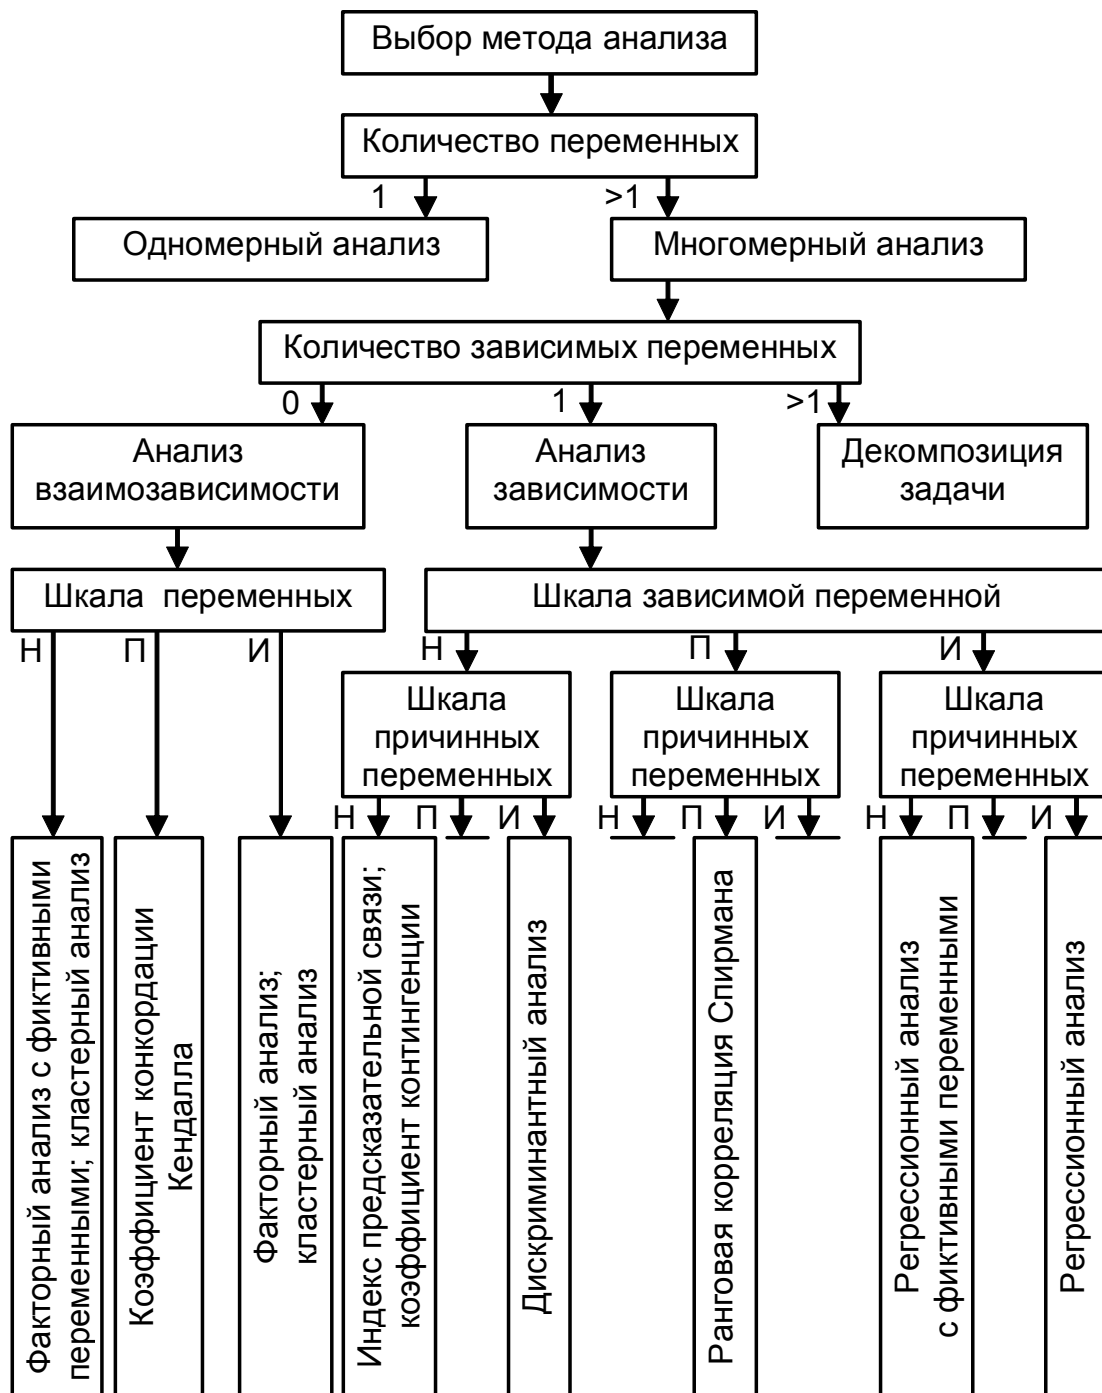 Выбор метода анализа
Количество переменных
1
>1
Одномерный анализ
Многомерный анализ
Количество зависимых переменных
0
1
>1
Анализ
взаимозависимости
Анализ
зависимости
Декомпозиция
задачи
Шкала переменных
Шкала зависимой переменной
Н
П
И
Н
П
И
Шкала
причинных
переменных
Шкала
причинных
переменных
Шкала
причинных
переменных
Н
П
И
Н
П
И
Н
П
И
Факторный анализ с фиктивными
переменными; кластерный анализ
Коэффициент конкордации
Кендалла
Факторный анализ;
кластерный анализ
Индекс предсказательной связи;
коэффициент контингенции
Дискриминантный анализ
Ранговая корреляция Спирмана
Регрессионный анализ
с фиктивными переменными
Регрессионный анализ